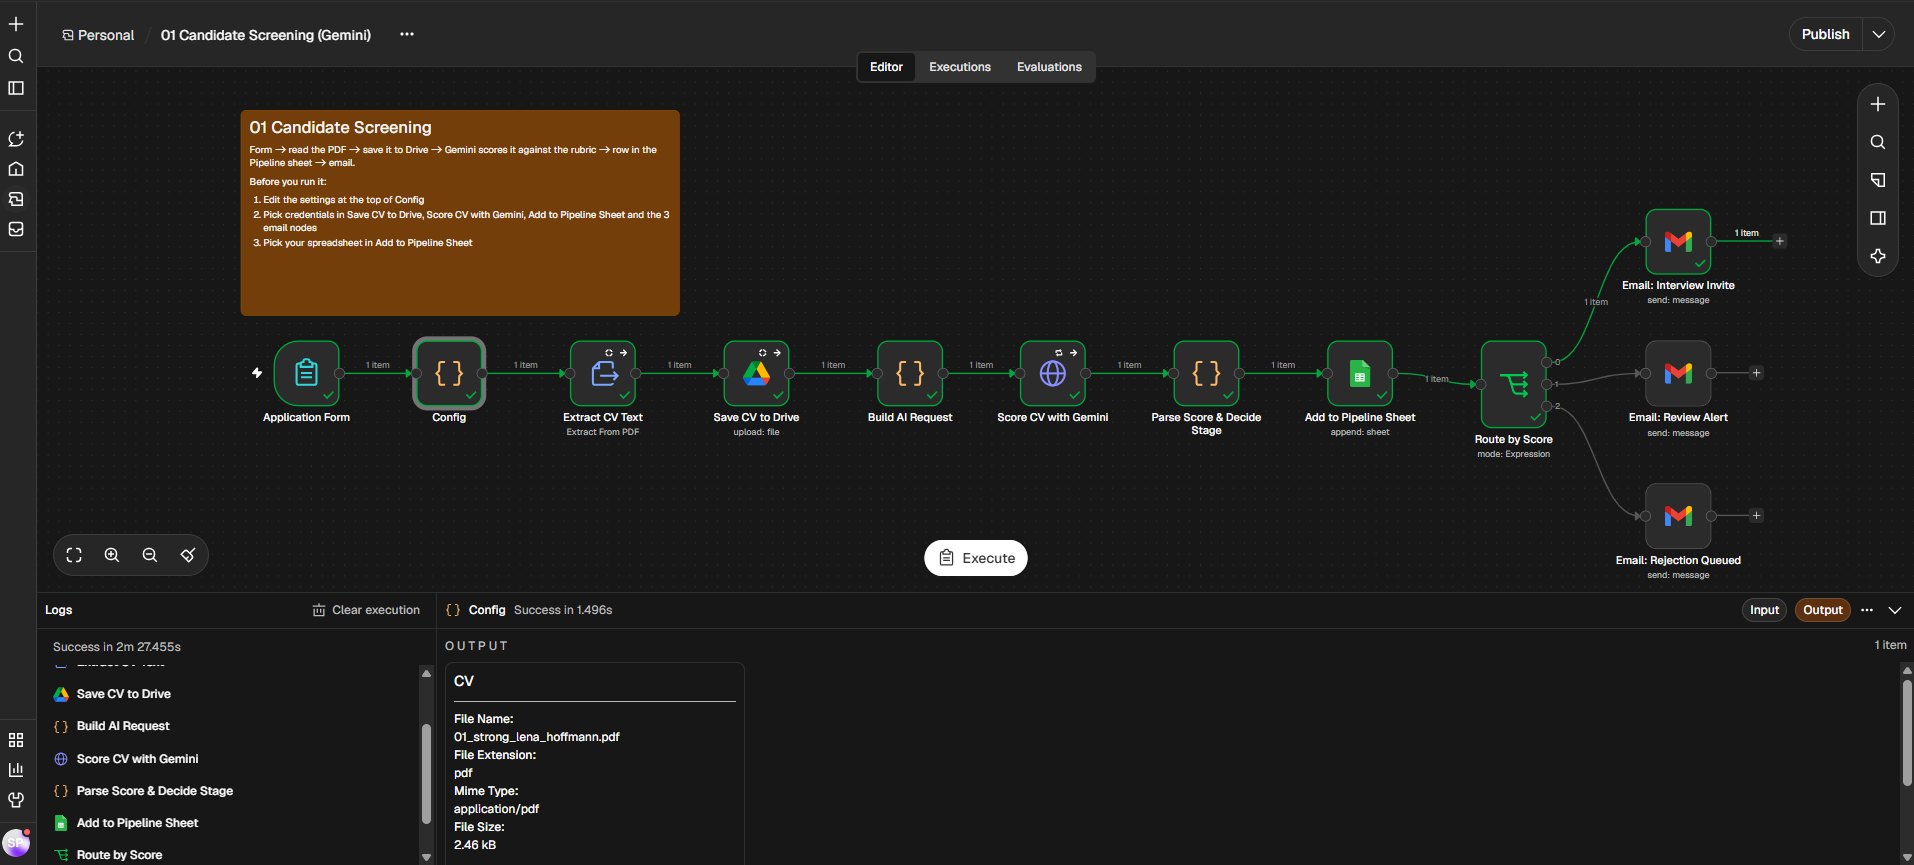 Personal / 01 Candidate Screening (Gemini) ...
Publish
Editor Executions Evaluations
01 Candidate Screening
Form → read the PDF → save it to Drive → Gemini scores it against the rubric → row in the
Pipeline sheet → email.
Before you run it:
1. Edit the settings at the top of Config
2. Pick credentials in Save CV to Drive, Score CV with Gemini, Add to Pipeline Sheet and the 3
email nodes
3. Pick your spreadsheet in Add to Pipeline Sheet
1 item
Email: Interview Invite
send: message
1 item
1 item
1 item
1 item
1 item
1 item
1 item
1 item
1 item
0
1
2
Application Form
Config
Extract CV Text
Extract From PDF
Save CV to Drive
upload: file
Build AI Request
Score CV with Gemini
Parse Score & Decide
Stage
Add to Pipeline Sheet
append: sheet
Route by Score
mode: Expression
Email: Review Alert
send: message
Email: Rejection Queued
send: message
Execute
Logs
Clear execution
Config Success in 1.496s
Input Output ...
Success in 2m 27.455s
OUTPUT
1 item
Save CV to Drive
Build AI Request
Score CV with Gemini
Parse Score & Decide Stage
Add to Pipeline Sheet
Route by Score
CV
File Name:
01_strong_lena_hoffmann.pdf
File Extension:
pdf
Mime Type:
application/pdf
File Size:
2.46 kB
SP